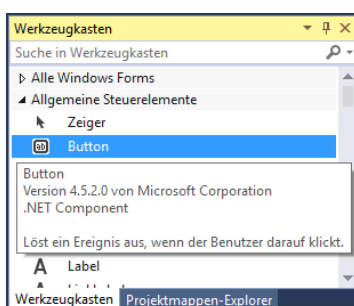 Werkzeugkasten
Suche in Werkzeugkasten
Alle Windows Forms
Allgemeine Steuerelemente
Zeiger
ab Button
Button
Version 4.5.2.0 von Microsoft Corporation
.NET Component
Löst ein Ereignis aus, wenn der Benutzer darauf klickt.
A Label
Werkzeugkasten Projektmappen-Explorer